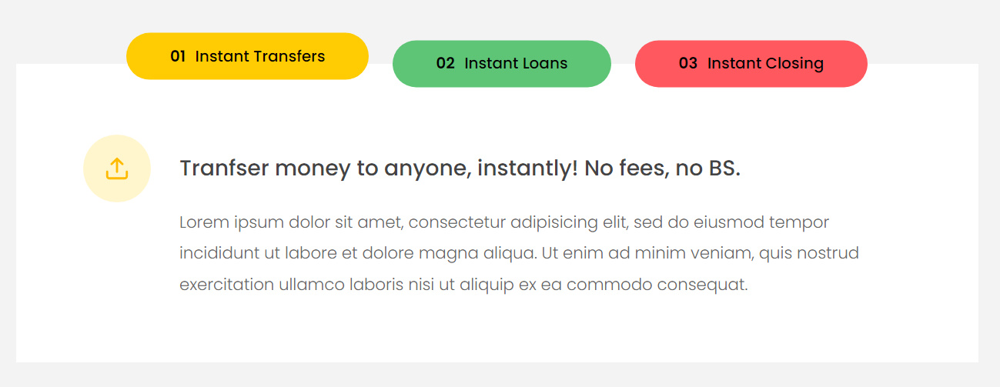 01 Instant Transfers
02 Instant Loans
03 Instant Closing
Tranfser money to anyone, instantly! No fees, no BS.
Lorem ipsum dolor sit amet, consectetur adipisicing elit, sed do eiusmod tempor
incididunt ut labore et dolore magna aliqua. Ut enim ad minim veniam, quis nostrud
exercitation ullamco laboris nisi ut aliquip ex ea commodo consequat.